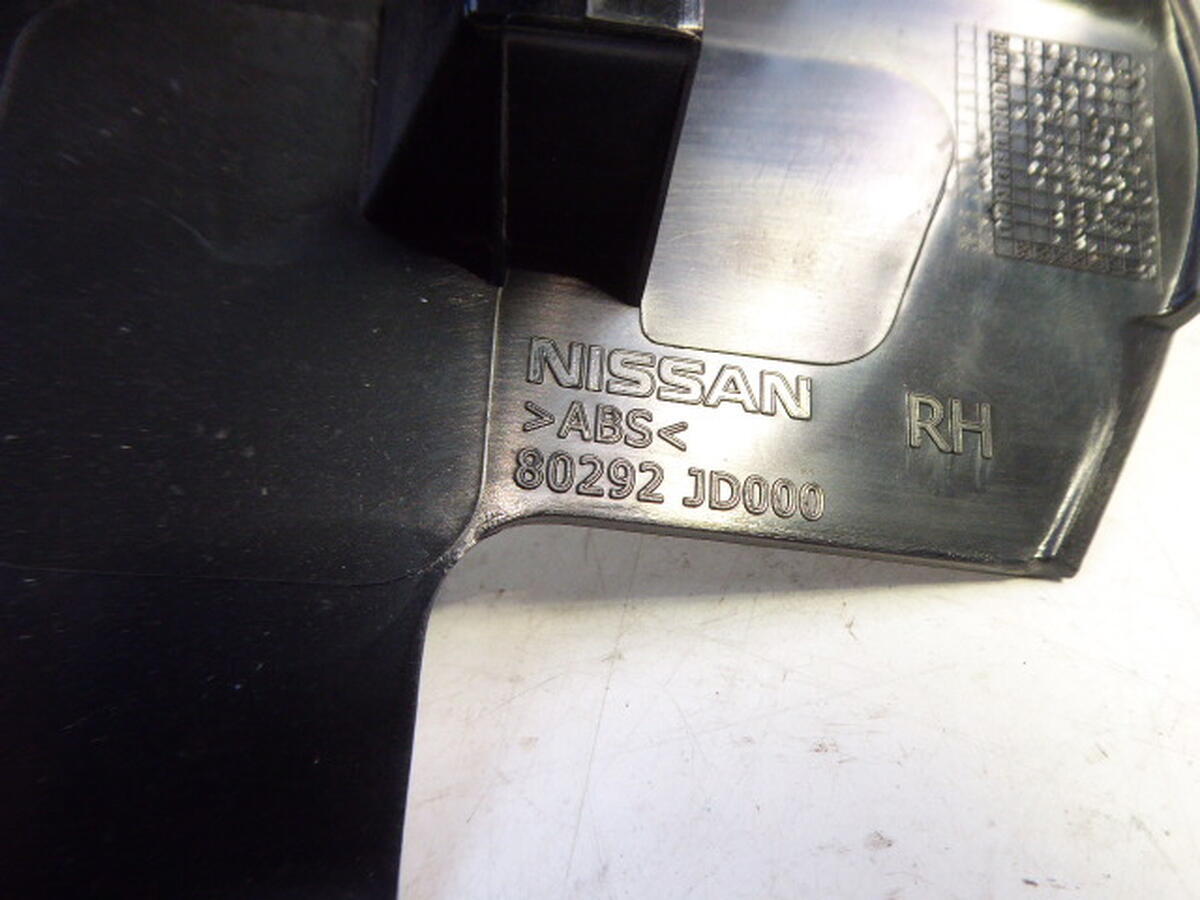 NISSAN
>ABS<
80292 JD000
RH